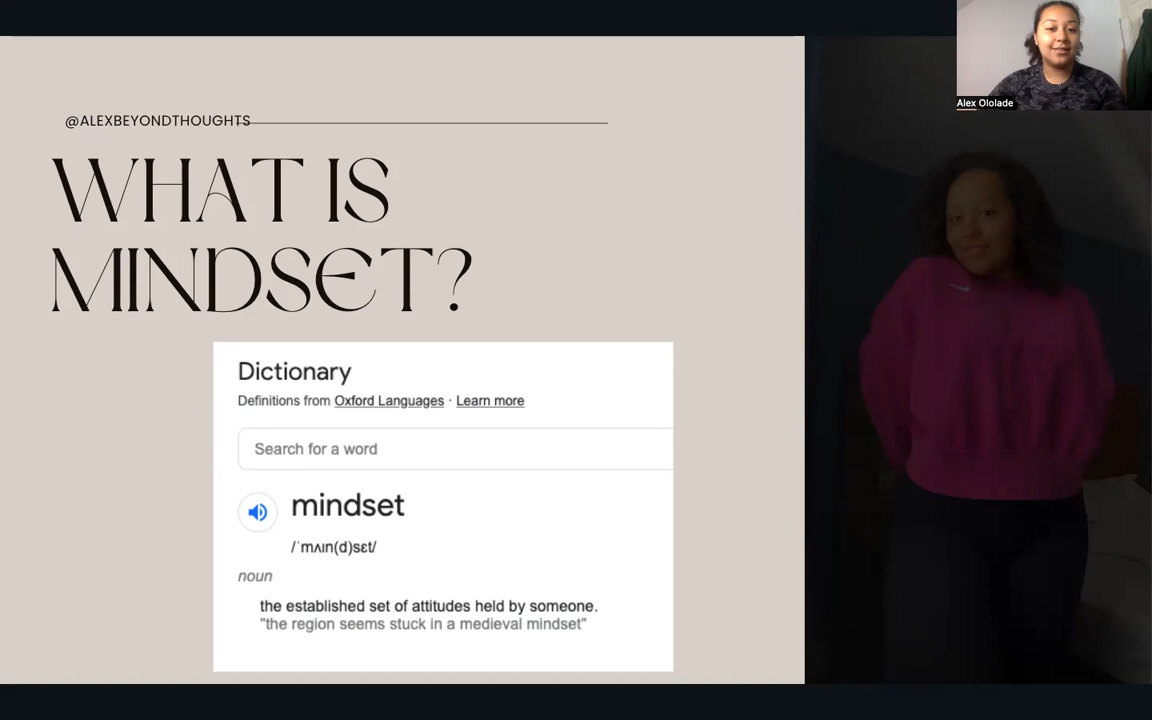 @ALEXBEYONDTHOUGHTS
WHAT IS
MINDSET?
Dictionary
Definitions from Oxford Languages · Learn more
Search for a word
mindset
/ˈmʌɪn(d)sɛt/
noun
the established set of attitudes held by someone.
"the region seems stuck in a medieval mindset"
Alex Ololade